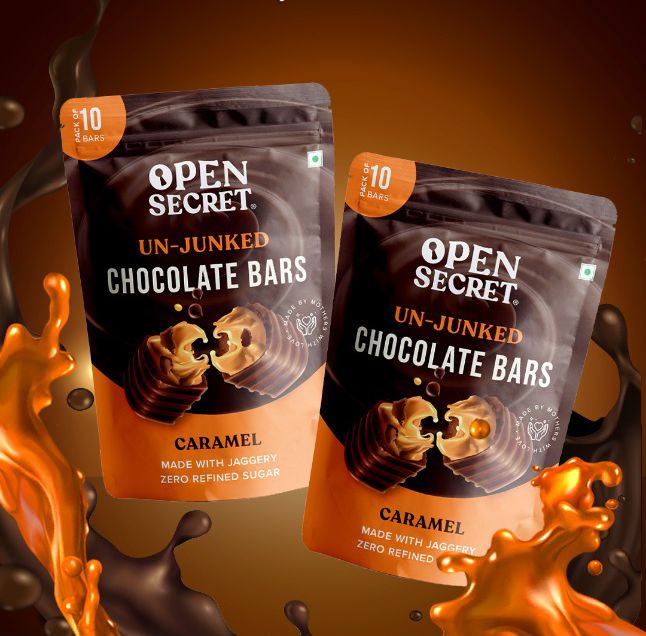 PACK OF
10
BARS
OPEN
SECRET®
UN-JUNKED
CHOCOLATE BARS
MADE BY MOTHERS WITH LOVE
CARAMEL
MADE WITH JAGGERY
ZERO REFINED SUGAR
PACK OF
10
BARS
OPEN
SECRET®
UN-JUNKED
CHOCOLATE BARS
MADE BY MOTHERS WITH LOVE
CARAMEL
MADE WITH JAGGERY
ZERO REFINED